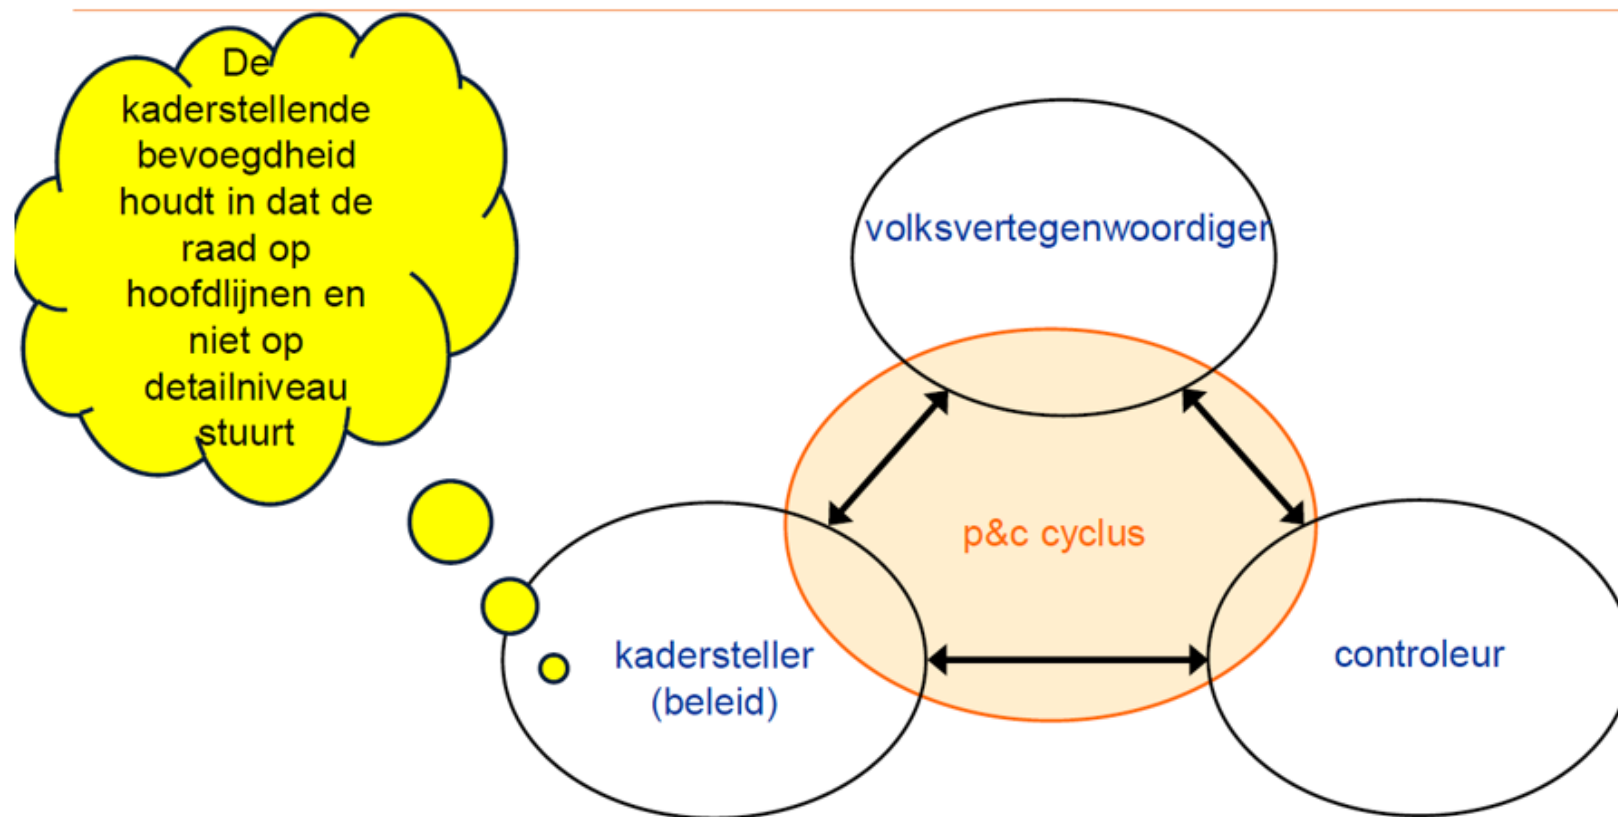 De
kaderstellende
bevoegdheid
houdt in dat de
raad op
hoofdlijnen en
niet op
detailniveau
stuurt
volksvertegenwoordiger
p&c cyclus
kadersteller
(beleid)
controleur